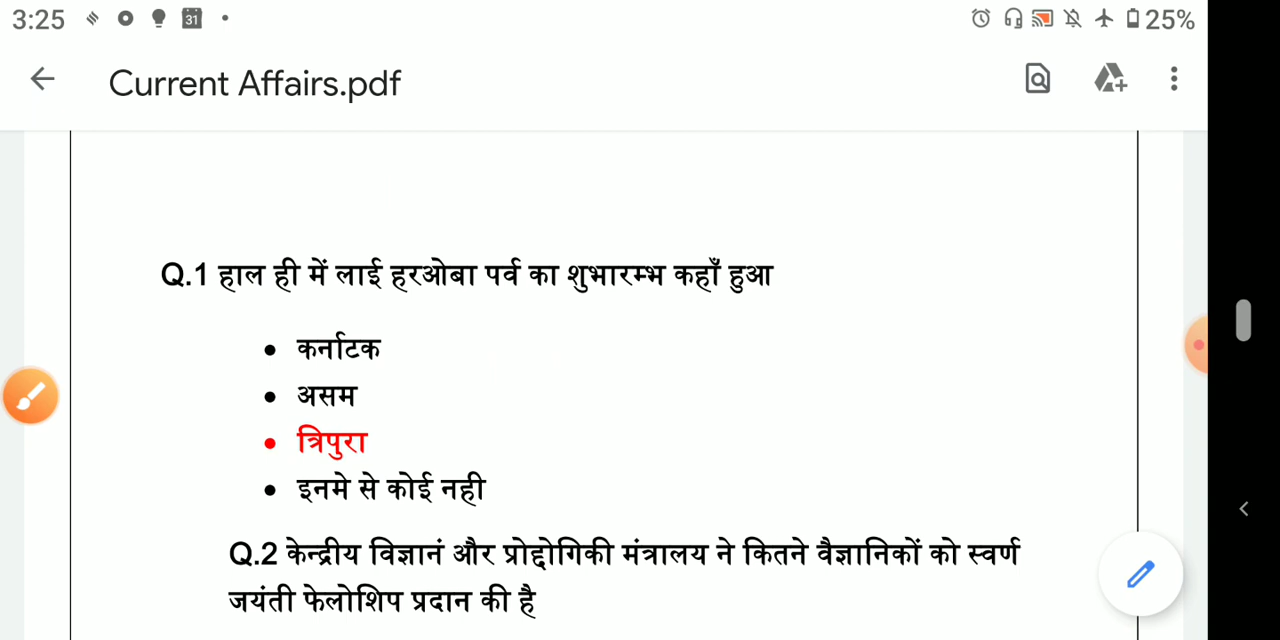 3:25 31 25%
Current Affairs.pdf
Q.1 हाल ही में लाई हरओबा पर्व का शुभारम्भ कहाँ हुआ
• कर्नाटक
• असम
• त्रिपुरा
• इनमे से कोई नही
Q.2 केन्द्रीय विज्ञानं और प्रोद्दोगिकी मंत्रालय ने कितने वैज्ञानिकों को स्वर्ण
जयंती फेलोशिप प्रदान की है